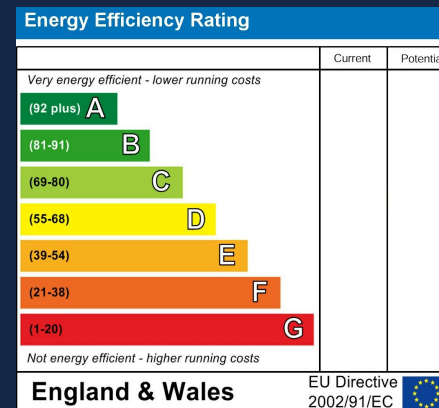 Energy Efficiency Rating
Current
Very energy efficient - lower running costs
(92 plus) A
(81-91) B
(69-80) C
(55-68) D
(39-54) E
(21-38) F
(1-20) G
Not energy efficient - higher running costs
England & Wales
EU Directive
2002/91/EC